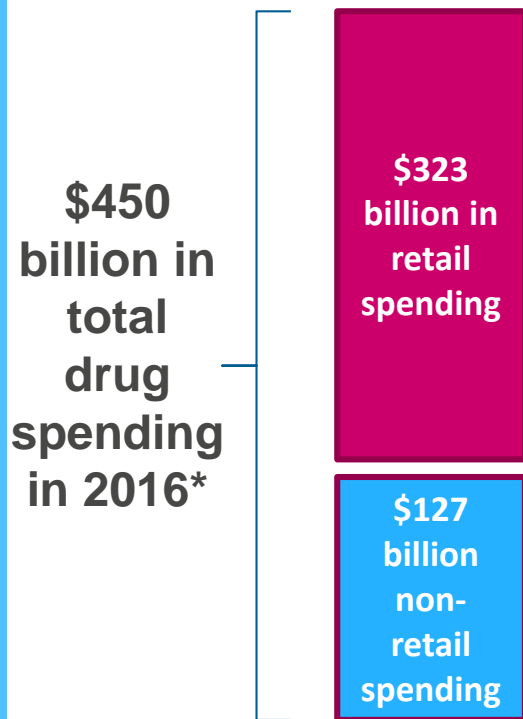 $450
billion in
total
drug
spending
in 2016*
$323
billion in
retail
spending
$127
billion
non-
retail
spending